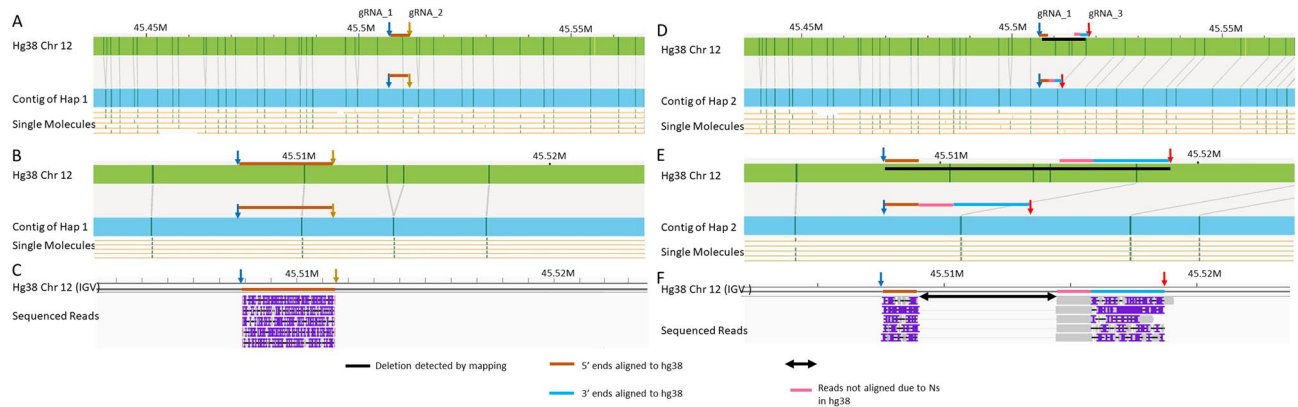 A
gRNA_1 gRNA_2
45.45M 45.5M 45.55M
Hg38 Chr 12
Contig of Hap 1
Single Molecules
B
45.51M 45.52M
Hg38 Chr 12
Contig of Hap 1
Single Molecules
C
45.51M 45.52M
Hg38 Chr 12 (IGV)
Sequenced Reads
D
gRNA_1 gRNA_3
45.45M 45.5M 45.55M
Hg38 Chr 12
Contig of Hap 2
Single Molecules
E
45.51M 45.52M
Hg38 Chr 12
Contig of Hap 2
Single Molecules
F
45.51M 45.52M
Hg38 Chr 12 (IGV)
Sequenced Reads
Deletion detected by mapping
5' ends aligned to hg38
3' ends aligned to hg38
Reads not aligned due to Ns
in hg38